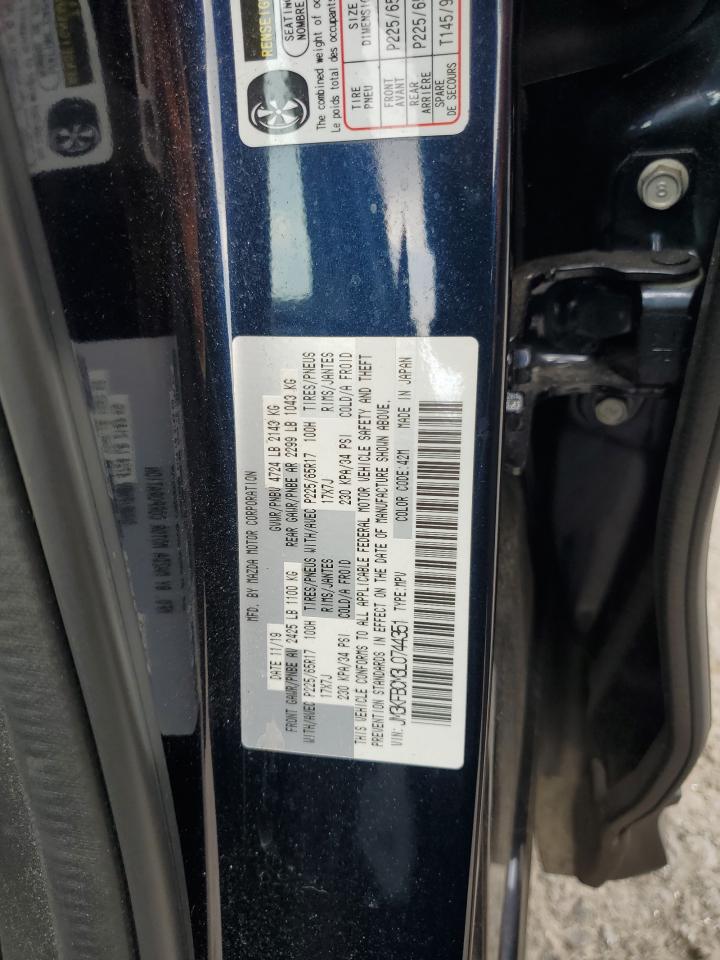 MFD. BY MAZDA MOTOR CORPORATION
DATE 11/19 GVWR/PNBV 4724 LB 2143 KG
FRONT GAWR/PNBE AV 2425 LB 1100 KG REAR GAWR/PNBE AR 2299 LB 1043 KG
WITH/AVEC P225/65R17 100H TIRES/PNEUS WITH/AVEC P225/65R17 100H TIRES/PNEUS
17X7J RIMS/JANTES 17X7J RIMS/JANTES
230 KPA/34 PSI COLD/A FROID 230 KPA/34 PSI COLD/A FROID
THIS VEHICLE CONFORMS TO ALL APPLICABLE FEDERAL MOTOR VEHICLE SAFETY AND THEFT
PREVENTION STANDARDS IN EFFECT ON THE DATE OF MANUFACTURE SHOWN ABOVE.
VIN: JM3KFBCM3L0744351 TYPE:MPV COLOR CODE:42M MADE IN JAPAN
SEATING
NOMBRE
The combined weight of
Le poids total des occupants
TIRE SIZE
PNEU
FRONT P225/65
AVANT
REAR P225/6
ARRIÈRE
SPARE T145/9
DE SECOURS